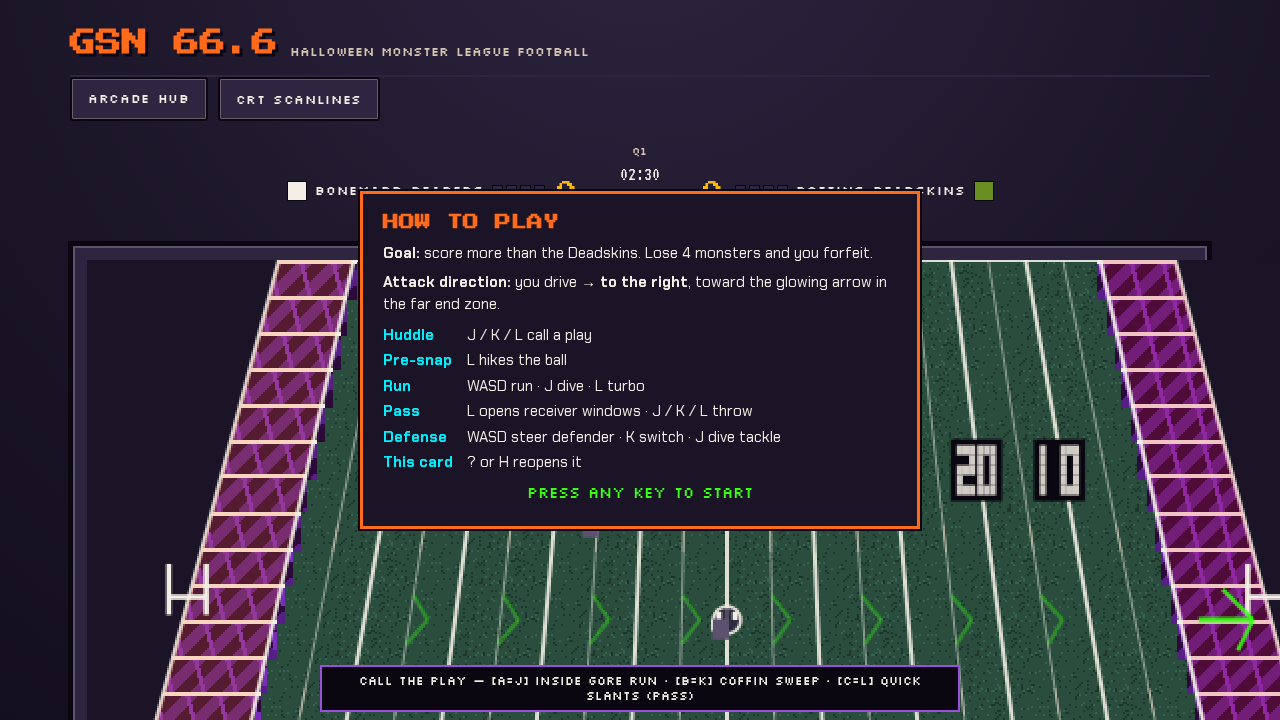 GSN 66.6 HALLOWEEN MONSTER LEAGUE FOOTBALL
ARCADE HUB CRT SCANLINES
Q1
02:30
HOW TO PLAY
Goal: score more than the Deadskins. Lose 4 monsters and you forfeit.
Attack direction: you drive → to the right, toward the glowing arrow in
the far end zone.
Huddle J / K / L call a play
Pre-snap L hikes the ball
Run WASD run · J dive · L turbo
Pass L opens receiver windows · J / K / L throw
Defense WASD steer defender · K switch · J dive tackle
This card ? or H reopens it
PRESS ANY KEY TO START
20 10
CALL THE PLAY — [A=J] INSIDE GORE RUN · [B=K] COFFIN SWEEP · [C=L] QUICK
SLANTS (PASS)